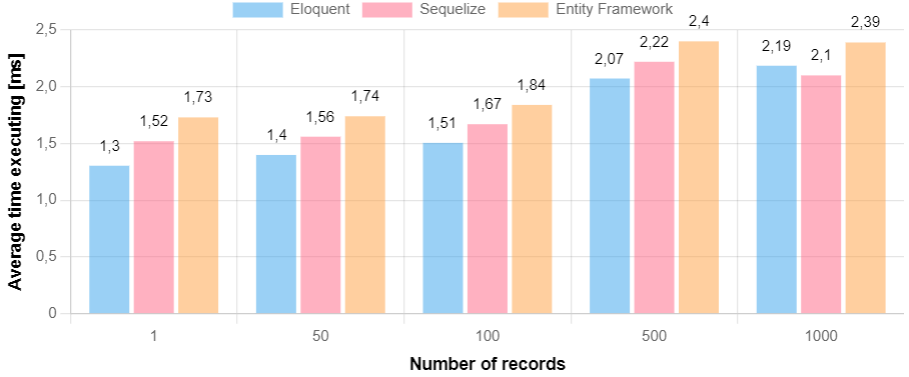 Eloquent Sequelize Entity Framework
2,5
2,0
1,5
1,0
0,5
0
Average time executing [ms]
1,3 1,52 1,73
1,4 1,56 1,74
1,51 1,67 1,84
2,07 2,22 2,4
2,19 2,1 2,39
1 50 100 500 1000
Number of records